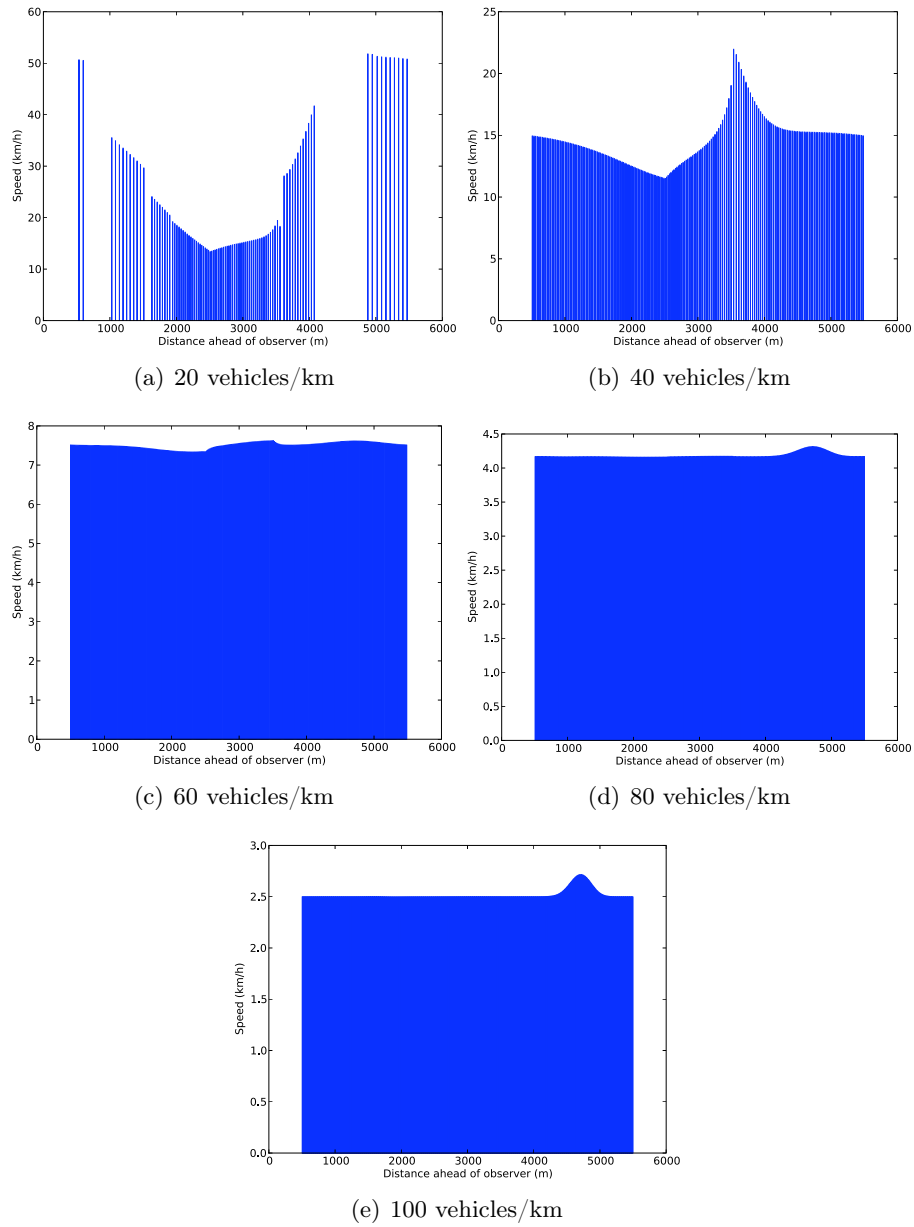 60
50
40
30
20
10
0
Speed (km/h)
0 1000 2000 3000 4000 5000 6000
Distance ahead of observer (m)
(a) 20 vehicles/km
25
20
15
10
5
0
Speed (km/h)
0 1000 2000 3000 4000 5000 6000
Distance ahead of observer (m)
(b) 40 vehicles/km
8
7
6
5
4
3
2
1
0
Speed (km/h)
0 1000 2000 3000 4000 5000 6000
Distance ahead of observer (m)
(c) 60 vehicles/km
4.5
4.0
3.5
3.0
2.5
2.0
1.5
1.0
0.5
0.0
Speed (km/h)
0 1000 2000 3000 4000 5000 6000
Distance ahead of observer (m)
(d) 80 vehicles/km
3.0
2.5
2.0
1.5
1.0
0.5
0.0
Speed (km/h)
0 1000 2000 3000 4000 5000 6000
Distance ahead of observer (m)
(e) 100 vehicles/km